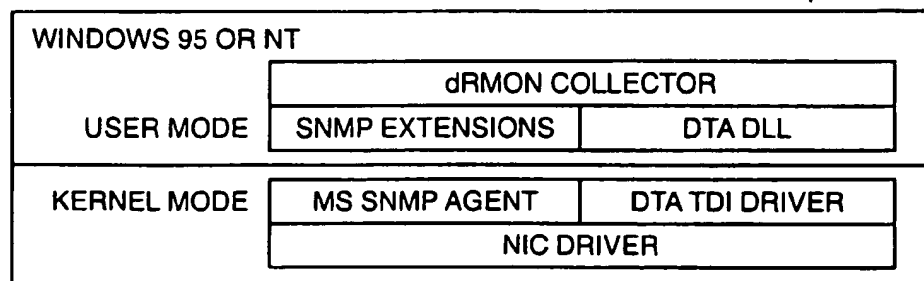 WINDOWS 95 OR NT
dRMON COLLECTOR
USER MODE SNMP EXTENSIONS DTA DLL
KERNEL MODE MS SNMP AGENT DTA TDI DRIVER
NIC DRIVER